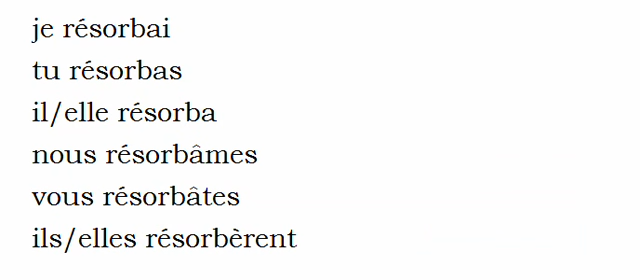 je résorbai
tu résorbas
il/elle résorba
nous résorbâmes
vous résorbâtes
ils/elles résorbèrent